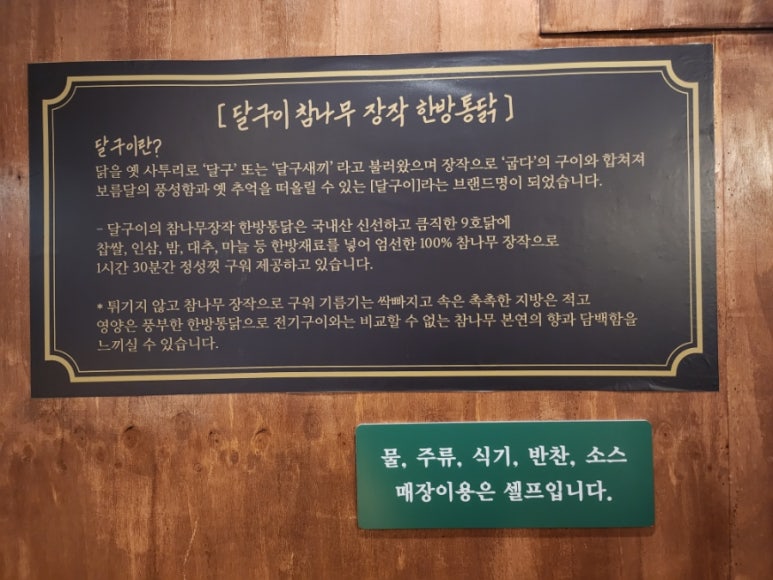 [ 달구이 참나무 장작 한방통닭 ]
달구이란?
닭을 옛 사투리로 '달구' 또는 '달구새끼' 라고 불러왔으며 장작으로 '굽다'의 구이와 합쳐져
보름달의 풍성함과 옛 추억을 떠올릴 수 있는 [달구이]라는 브랜드명이 되었습니다.
- 달구이의 참나무장작 한방통닭은 국내산 신선하고 큼직한 9호닭에
찹쌀, 인삼, 밤, 대추, 마늘 등 한방재료를 넣어 엄선한 100% 참나무 장작으로
1시간 30분간 정성껏 구워 제공하고 있습니다.
* 튀기지 않고 참나무 장작으로 구워 기름기는 싹빠지고 속은 촉촉한 지방은 적고
영양은 풍부한 한방통닭으로 전기구이와는 비교할 수 없는 참나무 본연의 향과 담백함을
느끼실 수 있습니다.
물, 주류, 식기, 반찬, 소스
매장이용은 셀프입니다.